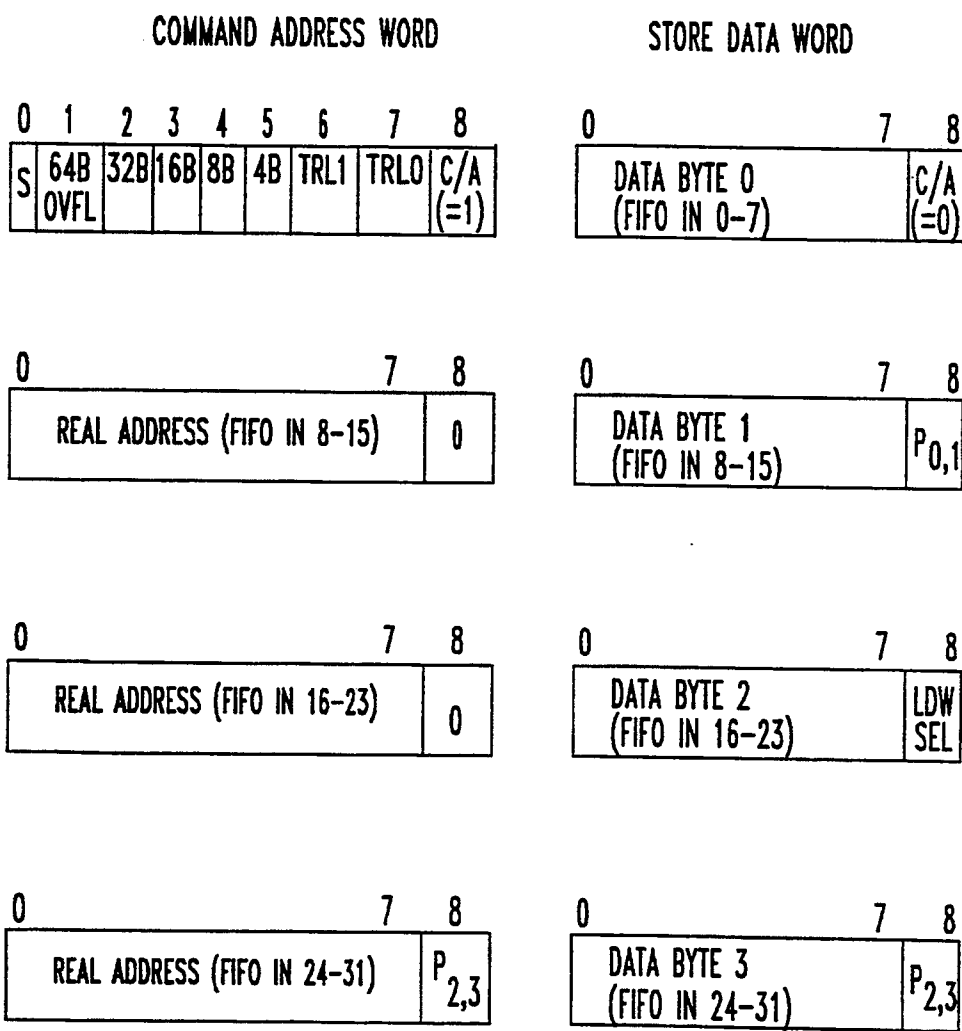 COMMAND ADDRESS WORD
0 1 2 3 4 5 6 7 8
S 64B OVFL 32B 16B 8B 4B TRL1 TRL0 C/A (=1)
0 7 8
REAL ADDRESS (FIFO IN 8-15) 0
0 7 8
REAL ADDRESS (FIFO IN 16-23) 0
0 7 8
REAL ADDRESS (FIFO IN 24-31) P2,3
STORE DATA WORD
0 7 8
DATA BYTE 0 C/A
(FIFO IN 0-7) (=0)
0 7 8
DATA BYTE 1 P0,1
(FIFO IN 8-15)
0 7 8
DATA BYTE 2 LDW
(FIFO IN 16-23) SEL
0 7 8
DATA BYTE 3 P2,3
(FIFO IN 24-31)